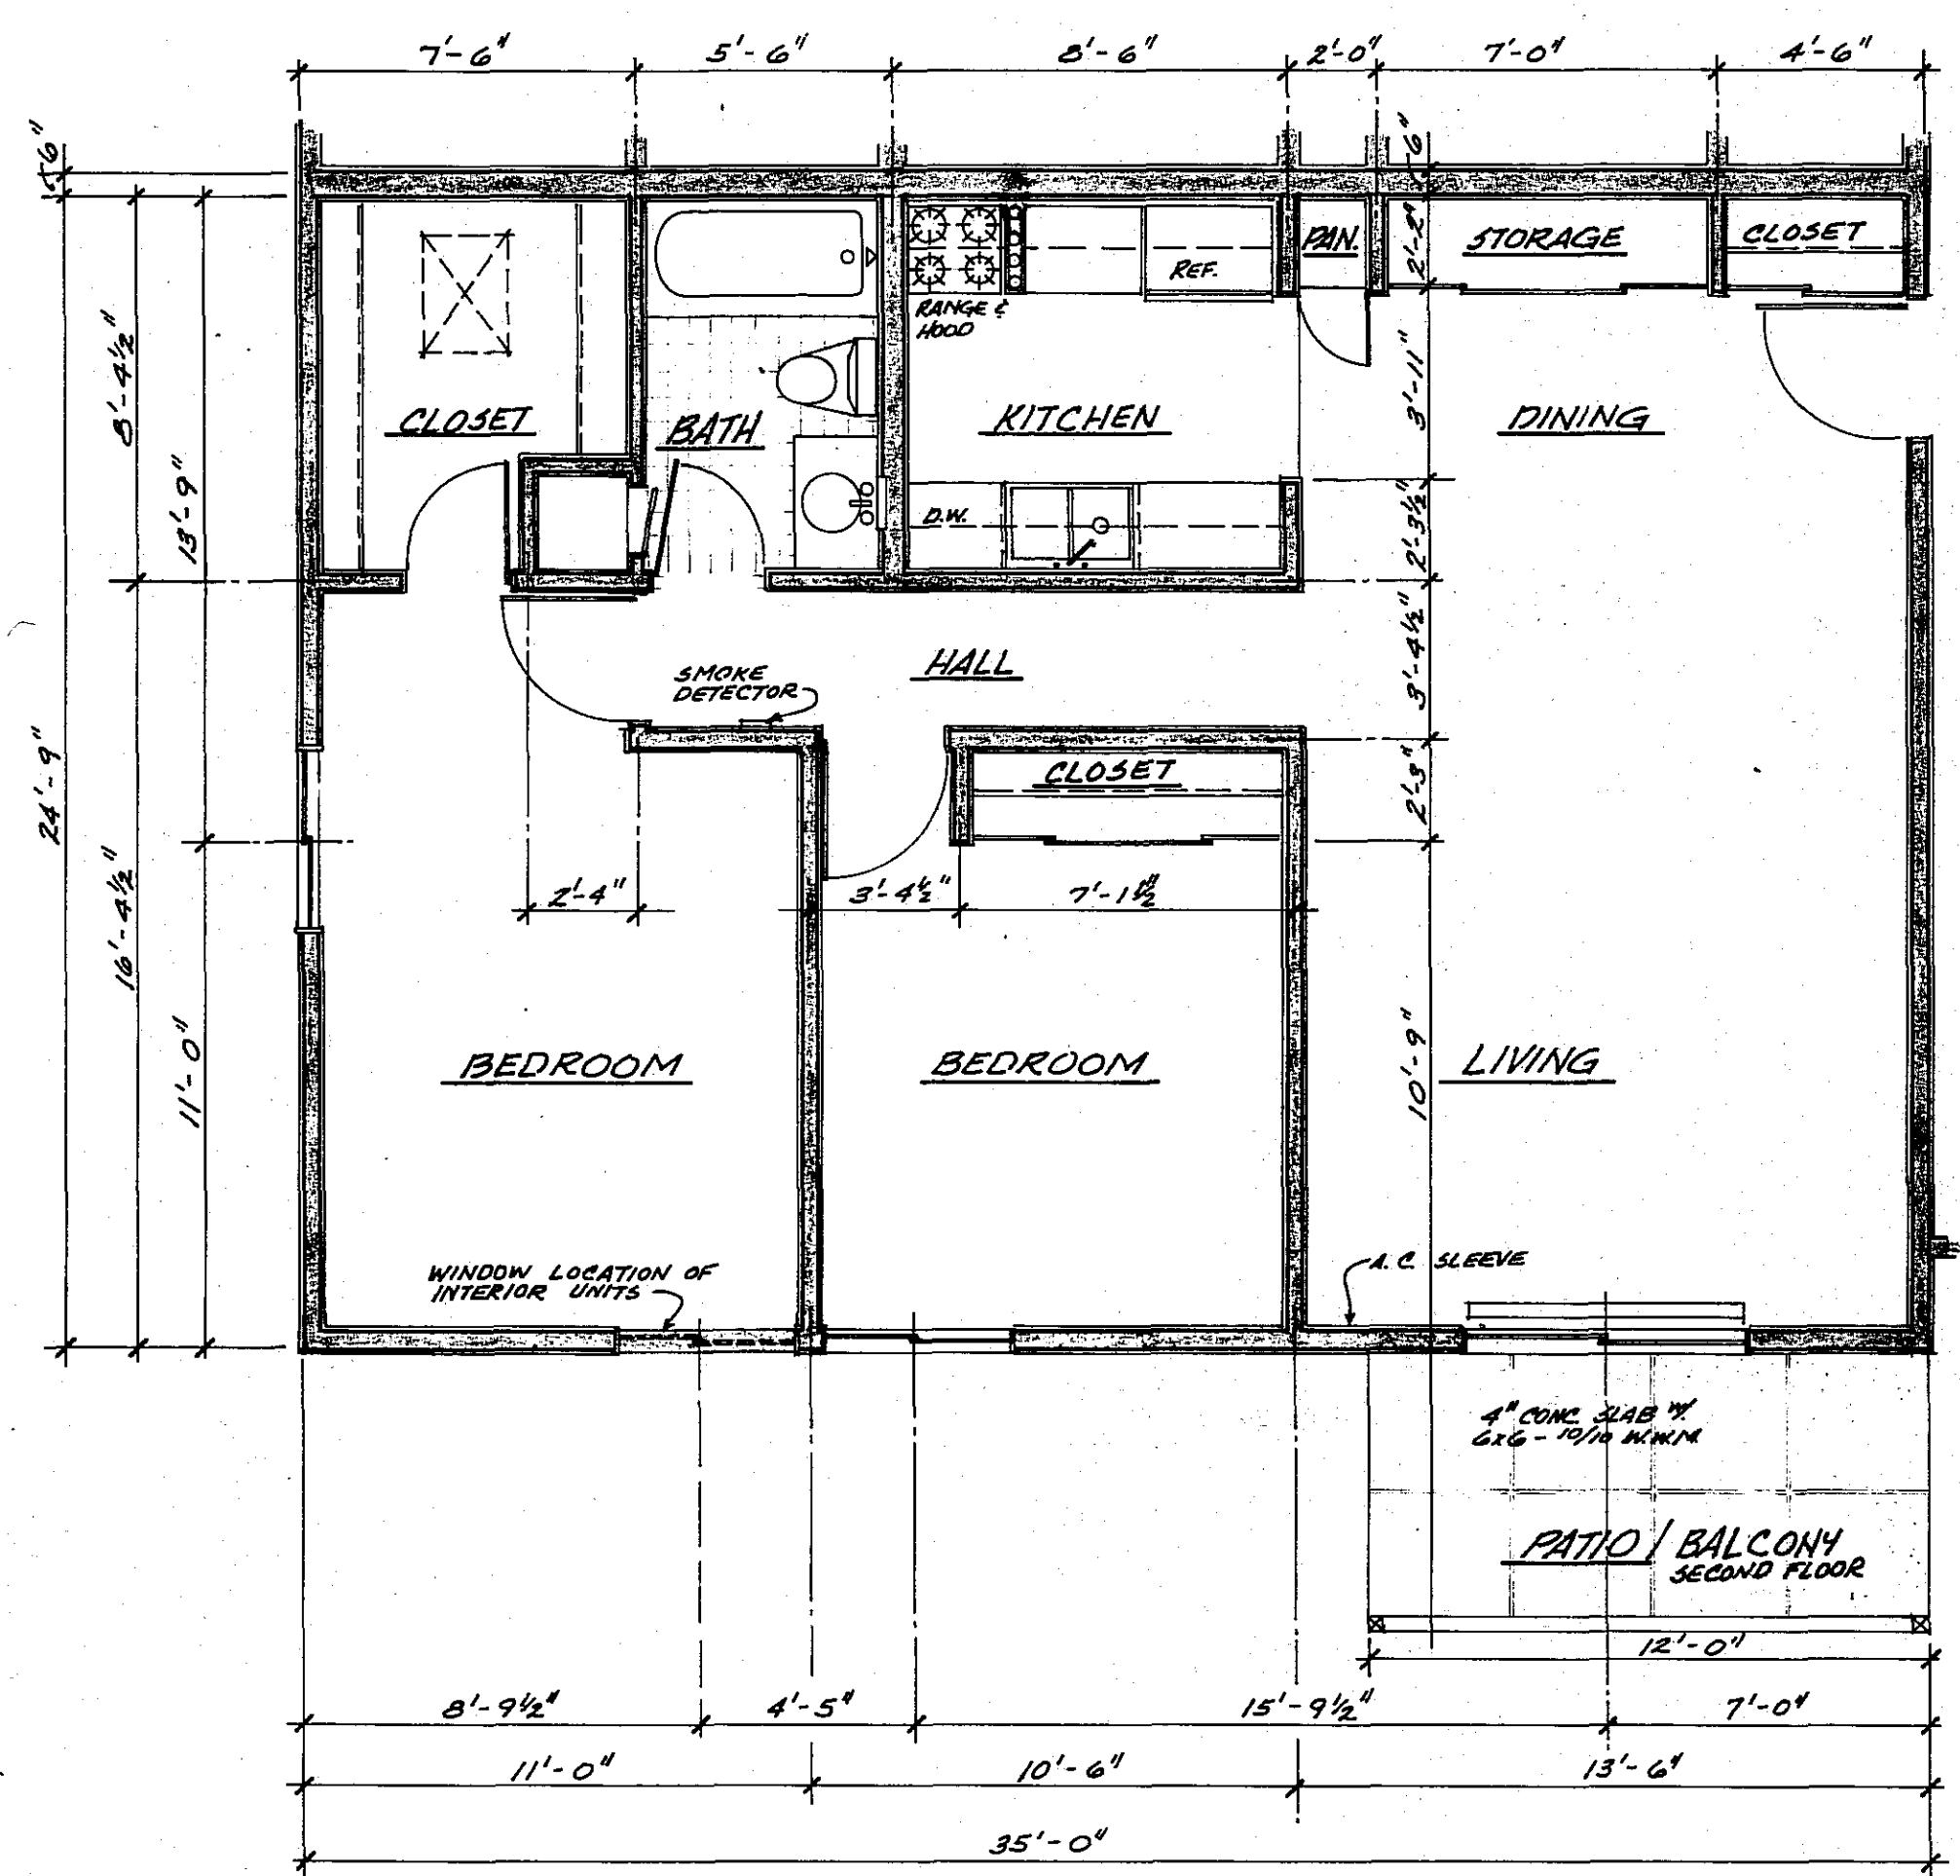 7'-6" 5'-6" 8'-6" 2'-0" 7'-0" 4'-6"
6"
6"
PAN. STORAGE CLOSET
2'-2"
REF.
RANGE &
HOOD
8'-4½"
3'-11"
CLOSET BATH KITCHEN DINING
13'-9"
D.W.
2'-3½"
HALL
SMOKE
DETECTOR
3'-4½"
24'-9"
CLOSET
2'-3"
16'-4½"
2'-4" 3'-4½" 7'-1½"
11'-0"
BEDROOM BEDROOM LIVING
10'-9"
WINDOW LOCATION OF
INTERIOR UNITS
A.C. SLEEVE
4" CONC. SLAB W/
6x6 - 10/10 W.W.M.
PATIO / BALCONY
SECOND FLOOR
12'-0"
8'-9½" 4'-5" 15'-9½" 7'-0"
11'-0" 10'-6" 13'-6"
35'-0"